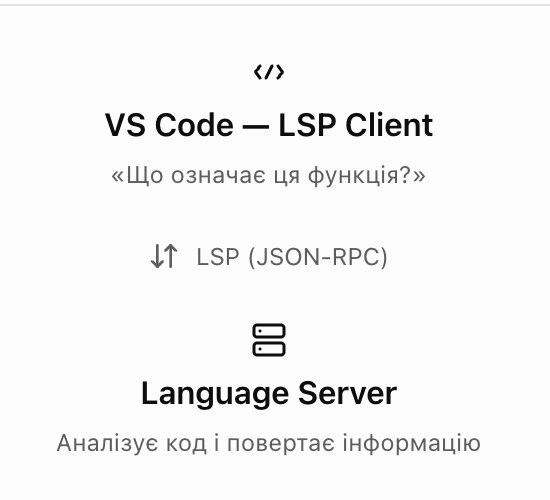 VS Code — LSP Client
«Що означає ця функція?»
LSP (JSON-RPC)
Language Server
Аналізує код і повертає інформацію